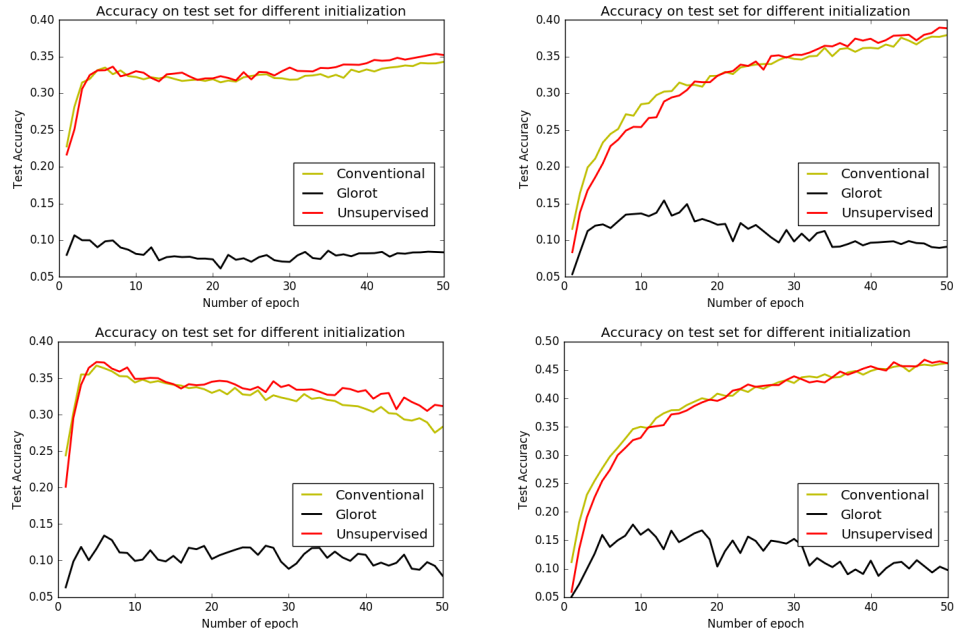 Accuracy on test set for different initialization
0.40
0.35
0.30
0.25
0.20
0.15
0.10
0.05
Test Accuracy
Conventional
Glorot
Unsupervised
0 10 20 30 40 50
Number of epoch
Accuracy on test set for different initialization
0.40
0.35
0.30
0.25
0.20
0.15
0.10
0.05
Test Accuracy
Conventional
Glorot
Unsupervised
0 10 20 30 40 50
Number of epoch
Accuracy on test set for different initialization
0.40
0.35
0.30
0.25
0.20
0.15
0.10
0.05
Test Accuracy
Conventional
Glorot
Unsupervised
0 10 20 30 40 50
Number of epoch
Accuracy on test set for different initialization
0.50
0.45
0.40
0.35
0.30
0.25
0.20
0.15
0.10
0.05
Test Accuracy
Conventional
Glorot
Unsupervised
0 10 20 30 40 50
Number of epoch